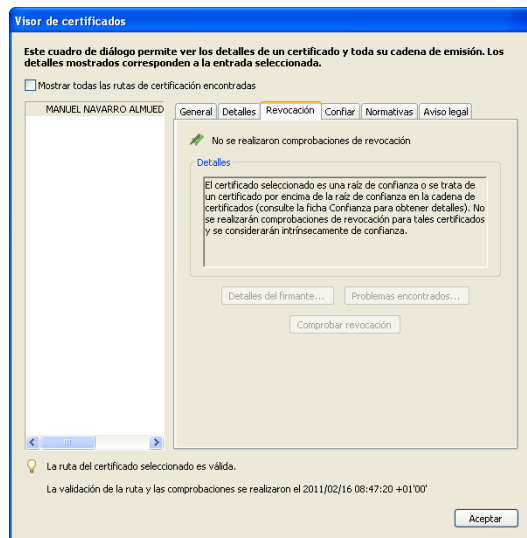 Visor de certificados
Este cuadro de diálogo permite ver los detalles de un certificado y toda su cadena de emisión. Los
detalles mostrados corresponden a la entrada seleccionada.
Mostrar todas las rutas de certificación encontradas
MANUEL NAVARRO ALMUED
General Detalles Revocación Confiar Normativas Aviso legal
No se realizaron comprobaciones de revocación
Detalles
El certificado seleccionado es una raíz de confianza o se trata de
un certificado por encima de la raíz de confianza en la cadena de
certificados (consulte la ficha Confianza para obtener detalles). No
se realizarán comprobaciones de revocación para tales certificados
y se considerarán intrínsecamente de confianza.
Detalles del firmante... Problemas encontrados...
Comprobar revocación
La ruta del certificado seleccionado es válida.
La validación de la ruta y las comprobaciones se realizaron el 2011/02/16 08:47:20 +01'00'
Aceptar